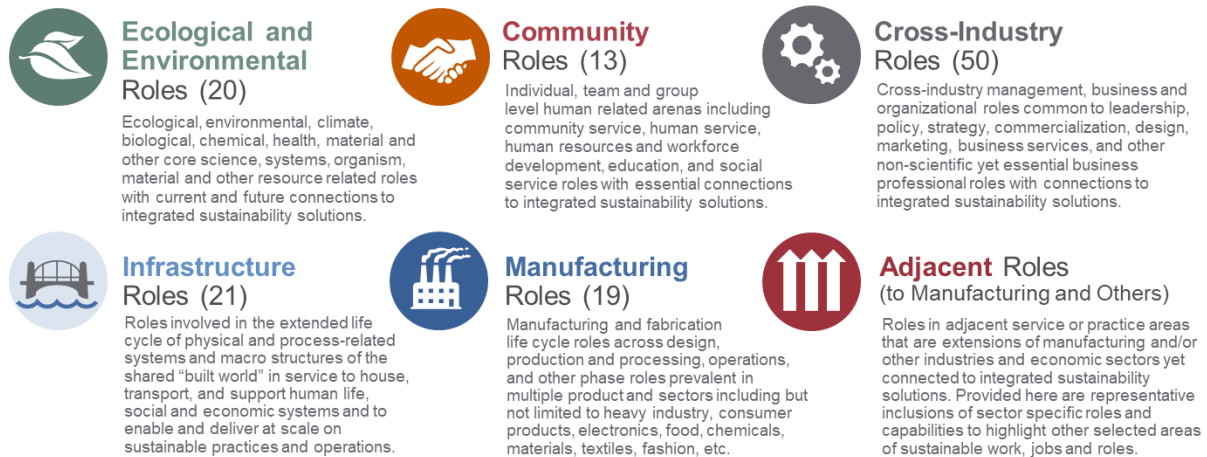 Ecological and
Environmental
Roles (20)
Ecological, environmental, climate,
biological, chemical, health, material and
other core science, systems, organism,
material and other resource related roles
with current and future connections to
integrated sustainability solutions.
Community
Roles (13)
Individual, team and group
level human related arenas including
community service, human service,
human resources and workforce
development, education, and social
service roles with essential connections
to integrated sustainability solutions.
Cross-Industry
Roles (50)
Cross-industry management, business and
organizational roles common to leadership,
policy, strategy, commercialization, design,
marketing, business services, and other
non-scientific yet essential business
professional roles with connections to
integrated sustainability solutions.
Infrastructure
Roles (21)
Roles involved in the extended life
cycle of physical and process-related
systems and macro structures of the
shared “built world” in service to house,
transport, and support human life,
social and economic systems and to
enable and deliver at scale on
sustainable practices and operations.
Manufacturing
Roles (19)
Manufacturing and fabrication
life cycle roles across design,
production and processing, operations,
and other phase roles prevalent in
multiple product and sectors including but
not limited to heavy industry, consumer
products, electronics, food, chemicals,
materials, textiles, fashion, etc.
Adjacent Roles
(to Manufacturing and Others)
Roles in adjacent service or practice areas
that are extensions of manufacturing and/or
other industries and economic sectors yet
connected to integrated sustainability
solutions. Provided here are representative
inclusions of sector specific roles and
capabilities to highlight other selected areas
of sustainable work, jobs and roles.